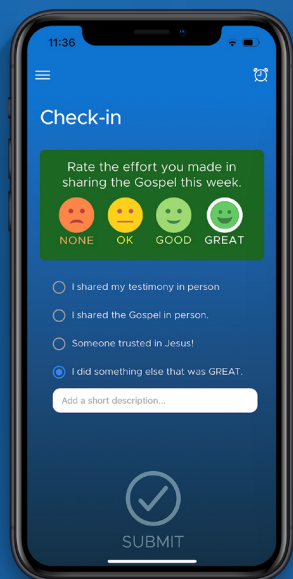 11:36
Check-in
Rate the effort you made in
sharing the Gospel this week.
NONE OK GOOD GREAT
I shared my testimony in person
I shared the Gospel in person.
Someone trusted in Jesus!
I did something else that was GREAT.
Add a short description...
SUBMIT